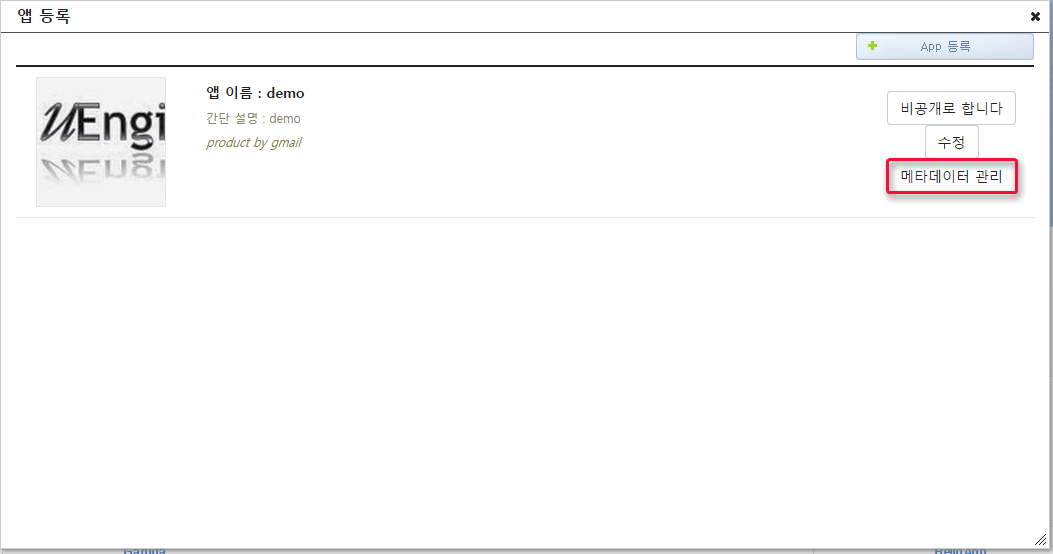 앱 등록
App 등록
UEngi
앱 이름 : demo
간단 설명 : demo
product by gmail
비공개로 합니다
수정
메타데이터 관리